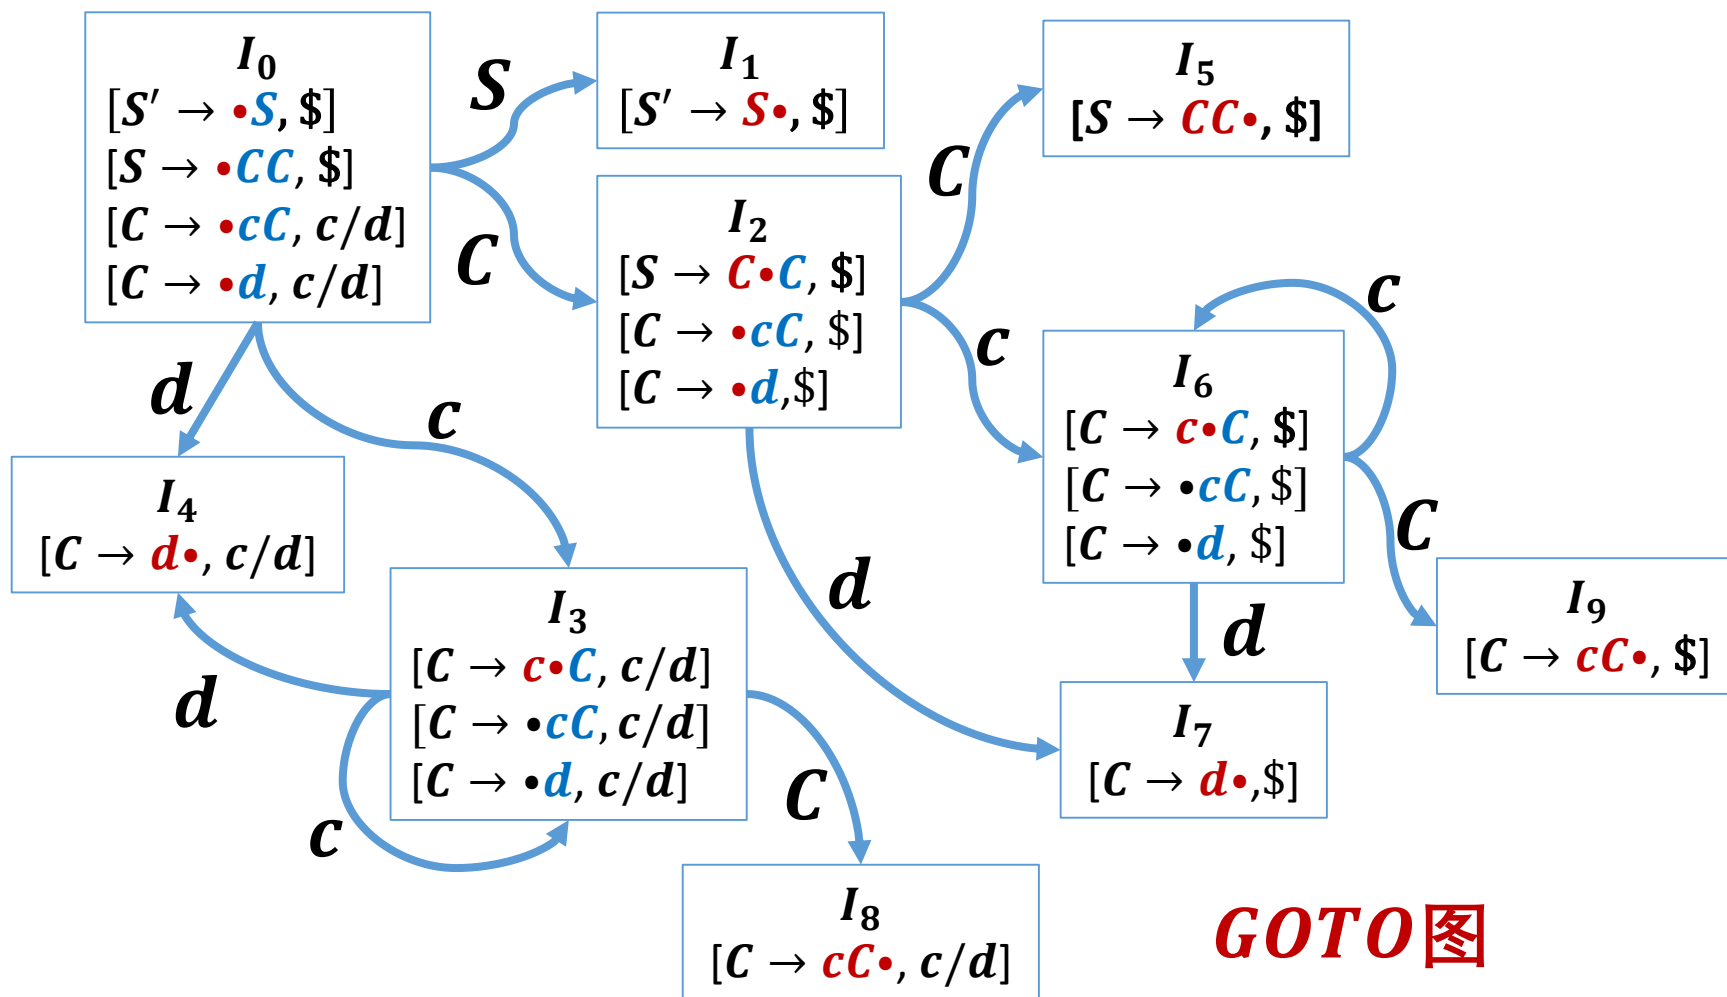 I₀
[S′ → •S, $]
[S → •CC, $]
[C → •cC, c/d]
[C → •d, c/d]
S
C
I₁
[S′ → S•, $]
I₂
[S → C•C, $]
[C → •cC, $]
[C → •d,$]
C
c
I₅
[S → CC•, $]
d
c
I₄
[C → d•, c/d]
d
I₃
[C → c•C, c/d]
[C → •cC, c/d]
[C → •d, c/d]
c
C
d
c
I₆
[C → c•C, $]
[C → •cC, $]
[C → •d, $]
C
d
I₉
[C → cC•, $]
I₇
[C → d•,$]
I₈
[C → cC•, c/d]
GOTO图